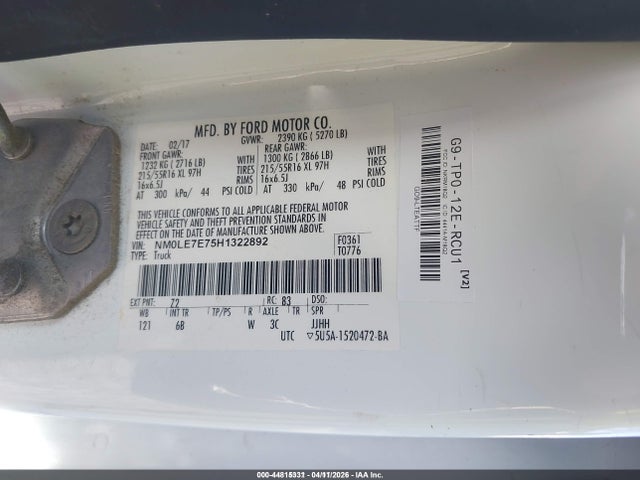 MFD. BY FORD MOTOR CO.
DATE: 02/17 GVWR: 2390 KG ( 5270 LB)
FRONT GAWR: REAR GAWR:
1232 KG ( 2716 LB) WITH 1300 KG ( 2866 LB) WITH
215/55R16 XL 97H TIRES 215/55R16 XL 97H TIRES
16x6.5J RIMS 16x6.5J RIMS
AT 300 kPa/ 44 PSI COLD AT 330 kPa/ 48 PSI COLD
THIS VEHICLE CONFORMS TO ALL APPLICABLE FEDERAL MOTOR
VEHICLE SAFETY AND THEFT PREVENTION STANDARDS IN
EFFECT ON THE DATE OF MANUFACTURE SHOWN ABOVE.
VIN: NM0LE7E75H1322892 F0361
TYPE: Truck T0776
EXT PNT: Z2 RC: 83 DSO:
WB INT TR TP/PS R AXLE TR SPR
121 6B W 3C JJHH
UTC 5U5A-1520472-BA
G9-TP0-12E-RCU1
[V2]
000-44815331 - 04/11/2026 - IAAI.COM